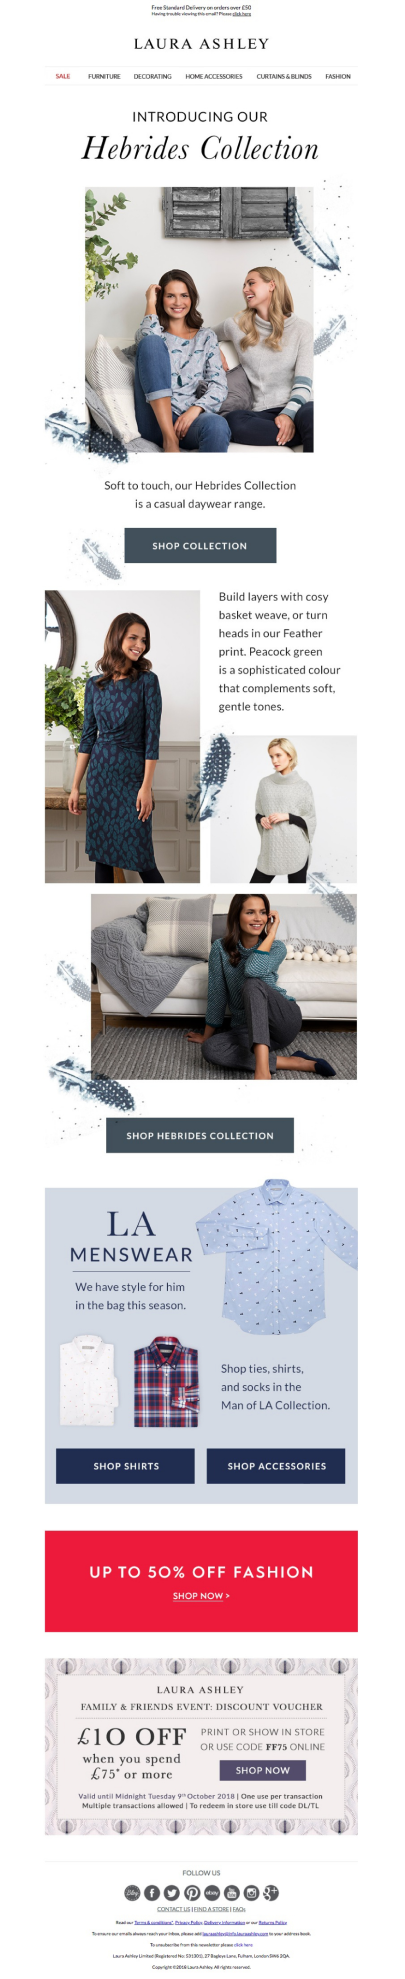 Free Standard Delivery on orders over £50
Having trouble viewing this email? Please click here
LAURA ASHLEY
SALE FURNITURE DECORATING HOME ACCESSORIES CURTAINS & BLINDS FASHION
INTRODUCING OUR
Hebrides Collection
Soft to touch, our Hebrides Collection
is a casual daywear range.
SHOP COLLECTION
Build layers with cosy
basket weave, or turn
heads in our Feather
print. Peacock green
is a sophisticated colour
that complements soft,
gentle tones.
SHOP HEBRIDES COLLECTION
LA
MENSWEAR
We have style for him
in the bag this season.
Shop ties, shirts,
and socks in the
Man of LA Collection.
SHOP SHIRTS
SHOP ACCESSORIES
UP TO 50% OFF FASHION
SHOP NOW >
LAURA ASHLEY
FAMILY & FRIENDS EVENT: DISCOUNT VOUCHER
£10 OFF
when you spend
£75* or more
PRINT OR SHOW IN STORE
OR USE CODE FF75 ONLINE
SHOP NOW
Valid until Midnight Tuesday 9th October 2018 | One use per transaction
Multiple transactions allowed | To redeem in store use till code DL/TL
FOLLOW US
Blog
ebay
You Tube
CONTACT US | FIND A STORE | FAQs
Read our Terms & conditions*, Privacy Policy, Delivery information or our Returns Policy
To ensure our emails always reach your inbox, please add lauraashley@info.lauraashley.com to your address book.
To unsubscribe from this newsletter please click here
Laura Ashley Limited (Registered No: 531301), 27 Bagleys Lane, Fulham, London SW6 2QA.
Copyright ©2018 Laura Ashley. All rights reserved.